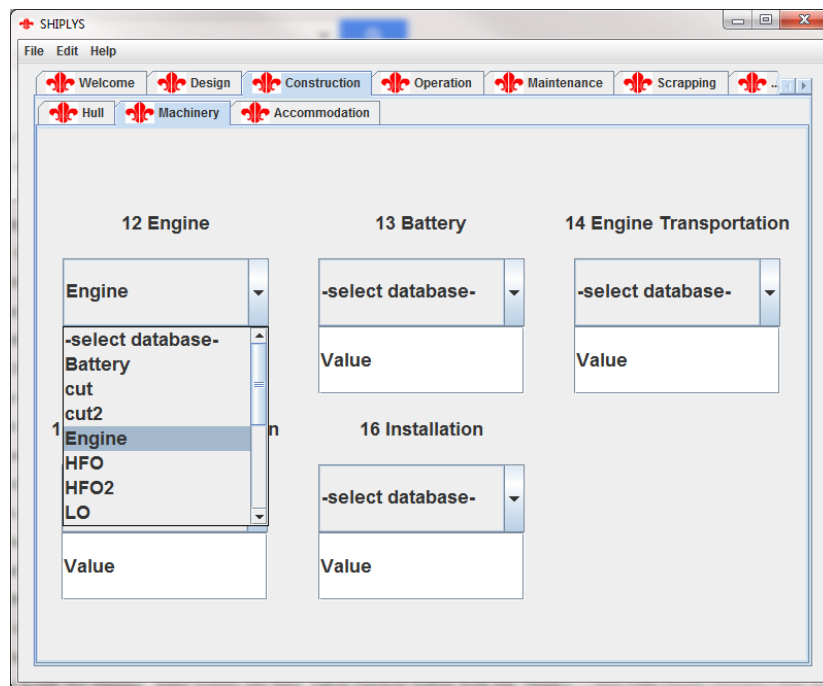 SHIPLYS
File Edit Help
Welcome Design Construction Operation Maintenance Scrapping ...
Hull Machinery Accommodation
12 Engine 13 Battery 14 Engine Transportation
Engine -select database- -select database-
-select database-
Battery
cut
cut2
Engine
HFO
HFO2
LO
Value Value
1 n 16 Installation
-select database-
Value Value